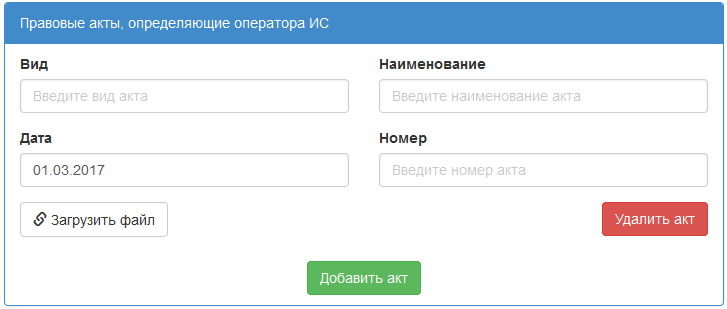 Правовые акты, определяющие оператора ИС
Вид Наименование
Введите вид акта Введите наименование акта
Дата Номер
01.03.2017 Введите номер акта
Загрузить файл Удалить акт
Добавить акт